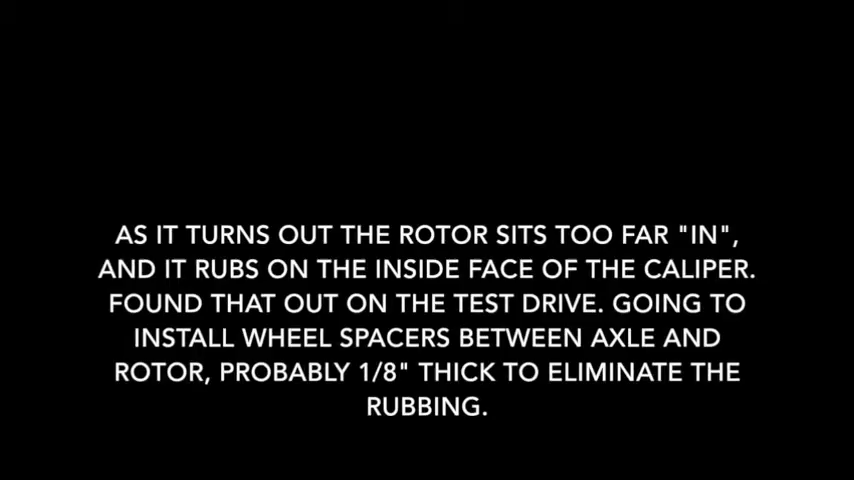 AS IT TURNS OUT THE ROTOR SITS TOO FAR "IN",
AND IT RUBS ON THE INSIDE FACE OF THE CALIPER.
FOUND THAT OUT ON THE TEST DRIVE. GOING TO
INSTALL WHEEL SPACERS BETWEEN AXLE AND
ROTOR, PROBABLY 1/8" THICK TO ELIMINATE THE
RUBBING.